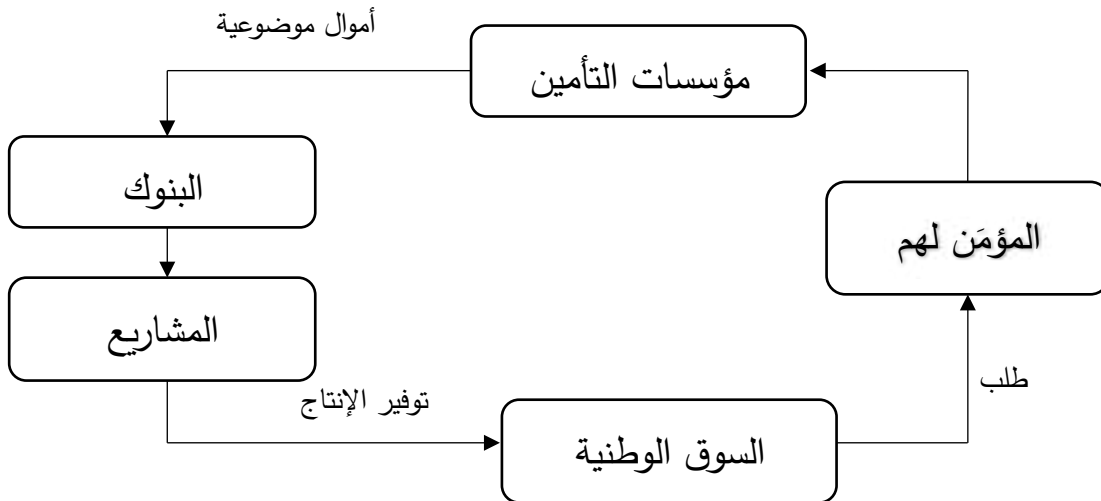 أموال موضوعية
مؤسسات التأمين
البنوك
المؤمَن لهم
المشاريع
طلب
توفير الإنتاج
السوق الوطنية